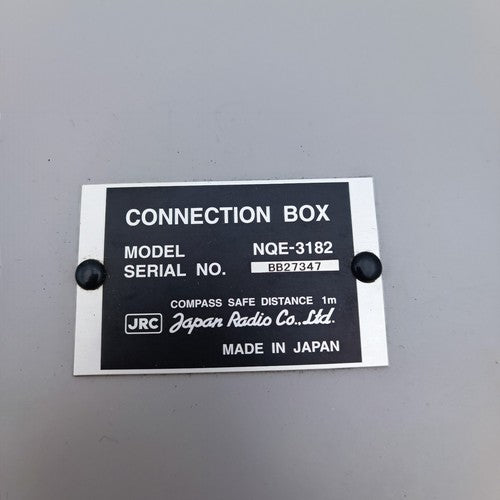 CONNECTION BOX
MODEL NQE-3182
SERIAL NO. BB27347
COMPASS SAFE DISTANCE 1m
JRC Japan Radio Co., Ltd.
MADE IN JAPAN